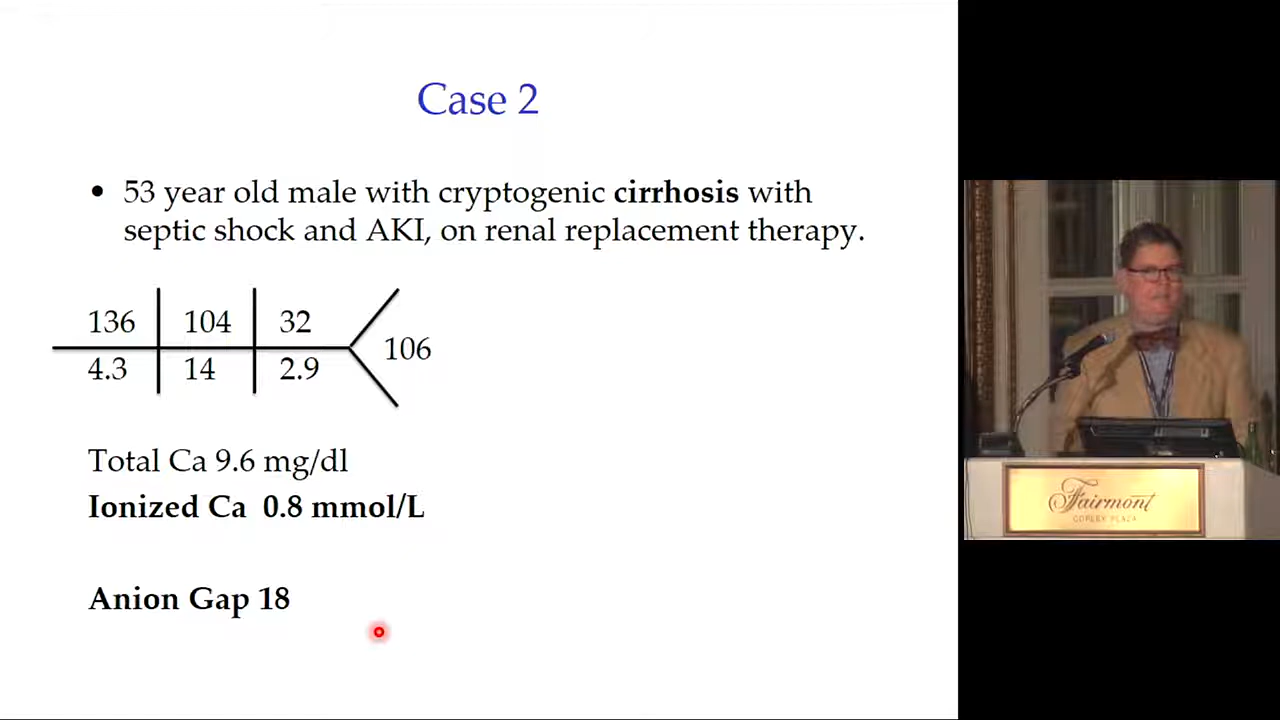 Case 2
• 53 year old male with cryptogenic cirrhosis with
septic shock and AKI, on renal replacement therapy.
136 104 32
106
4.3 14 2.9
Total Ca 9.6 mg/dl
Ionized Ca 0.8 mmol/L
Anion Gap 18
Fairmont
COPLEY PLAZA